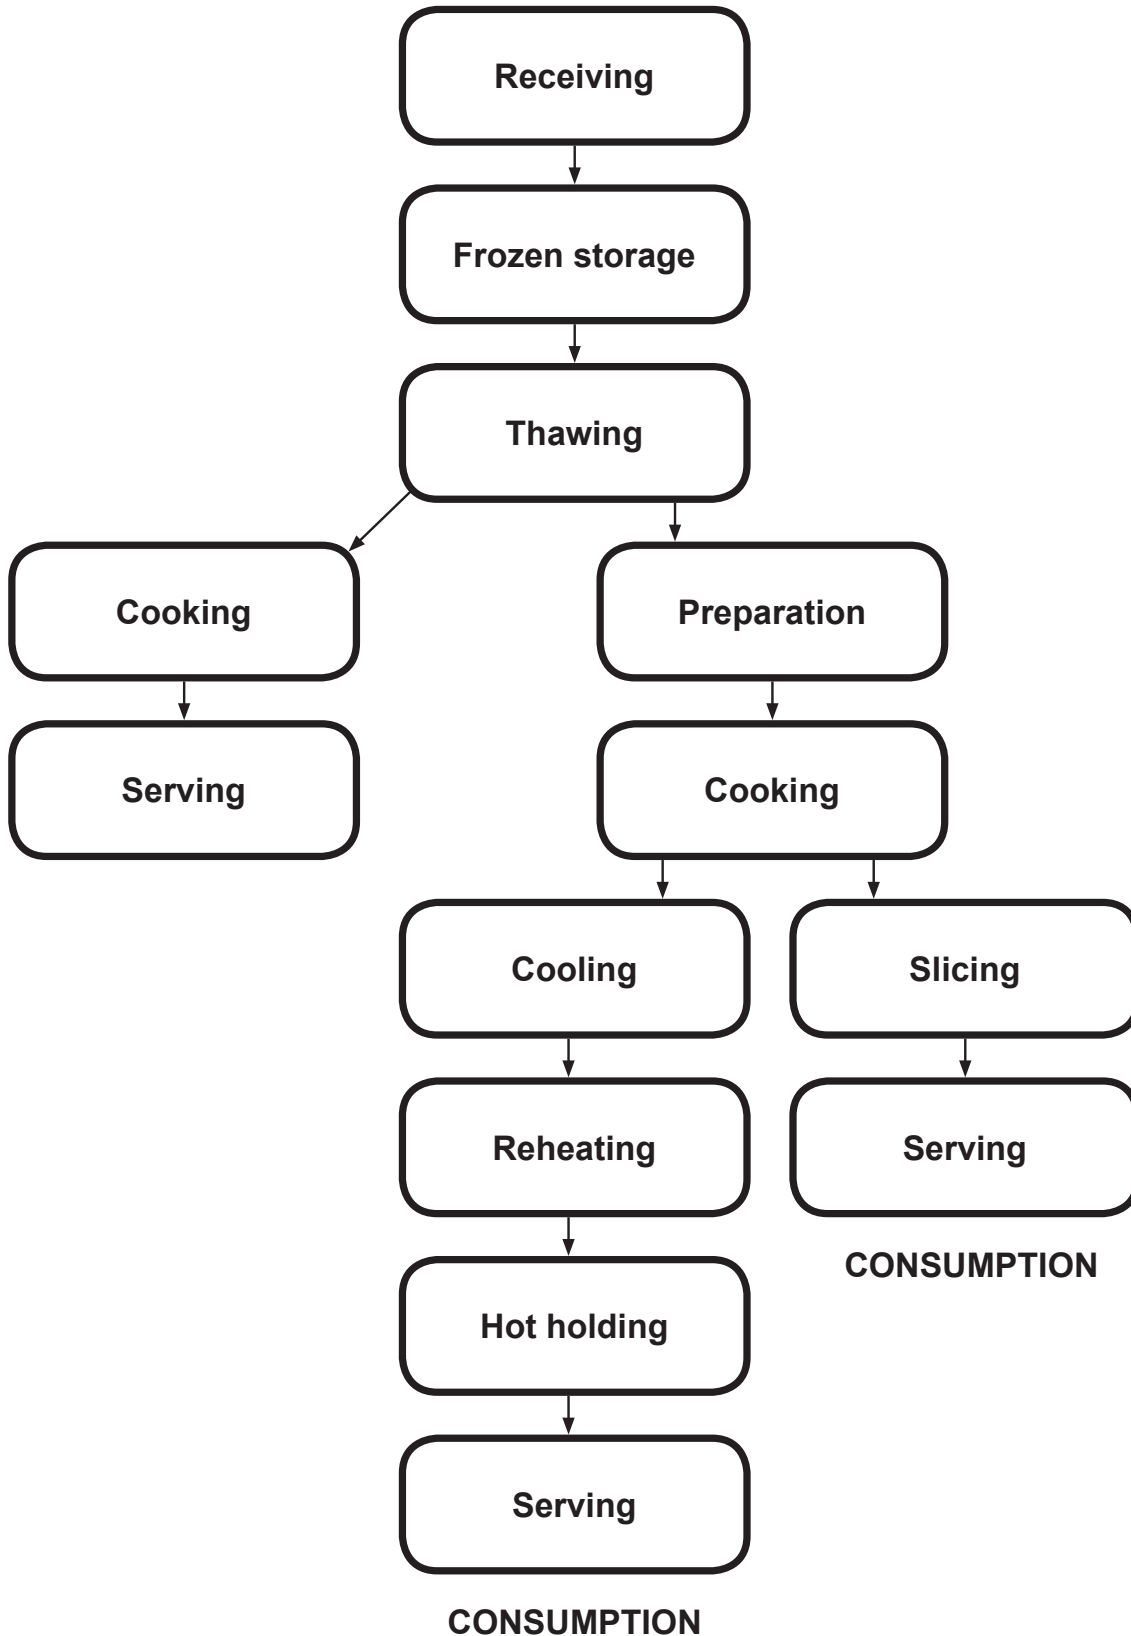 Receiving
Frozen storage
Thawing
Cooking
Preparation
Serving
Cooking
Cooling
Slicing
Reheating
Serving
CONSUMPTION
Hot holding
Serving
CONSUMPTION